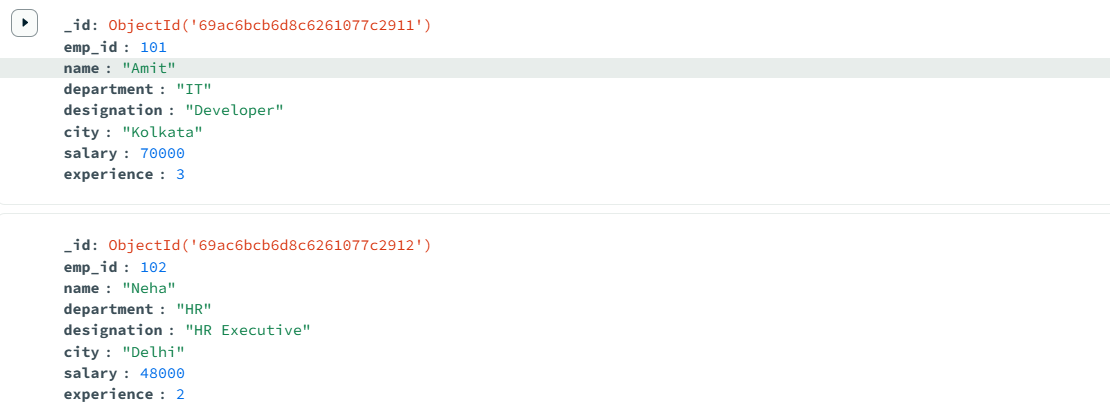 _id: ObjectId('69ac6bcb6d8c6261077c2911')
emp_id : 101
name : "Amit"
department : "IT"
designation : "Developer"
city : "Kolkata"
salary : 70000
experience : 3
_id: ObjectId('69ac6bcb6d8c6261077c2912')
emp_id : 102
name : "Neha"
department : "HR"
designation : "HR Executive"
city : "Delhi"
salary : 48000
experience : 2